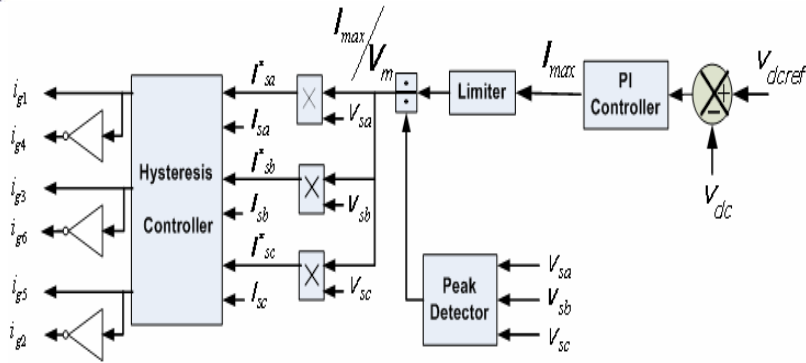 I_max/V_m
i_g1
i_g4
i_g3
i_g6
i_g5
i_g2
Hysteresis
Controller
I*_sa
I_sa
I*_sb
I_sb
I*_sc
I_sc
×
V_sa
×
V_sb
×
V_sc
÷
Limiter
I_max
PI
Controller
+
−
V_dcref
V_dc
Peak
Detector
V_sa
V_sb
V_sc